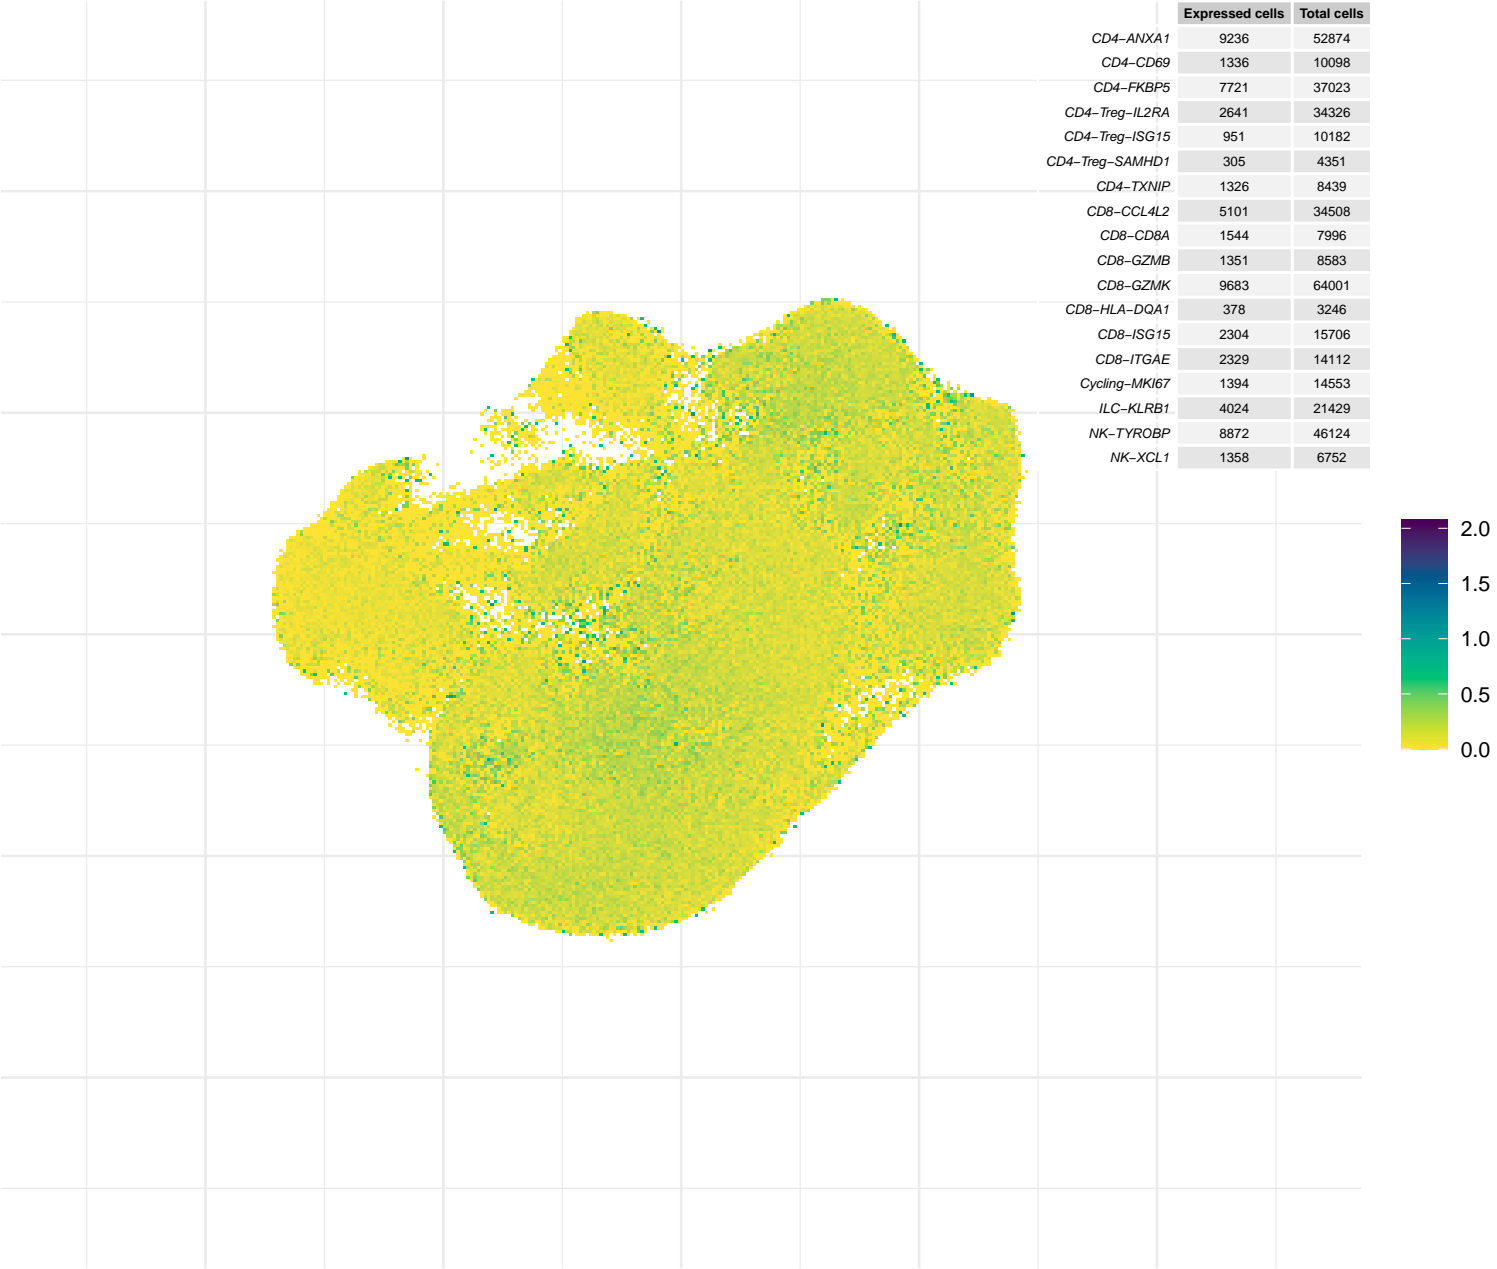 Expressed cells Total cells
CD4−ANXA1 9236 52874
CD4−CD69 1336 10098
CD4−FKBP5 7721 37023
CD4−Treg−IL2RA 2641 34326
CD4−Treg−ISG15 951 10182
CD4−Treg−SAMHD1 305 4351
CD4−TXNIP 1326 8439
CD8−CCL4L2 5101 34508
CD8−CD8A 1544 7996
CD8−GZMB 1351 8583
CD8−GZMK 9683 64001
CD8−HLA−DQA1 378 3246
CD8−ISG15 2304 15706
CD8−ITGAE 2329 14112
Cycling−MKI67 1394 14553
ILC−KLRB1 4024 21429
NK−TYROBP 8872 46124
NK−XCL1 1358 6752
2.0
1.5
1.0
0.5
0.0